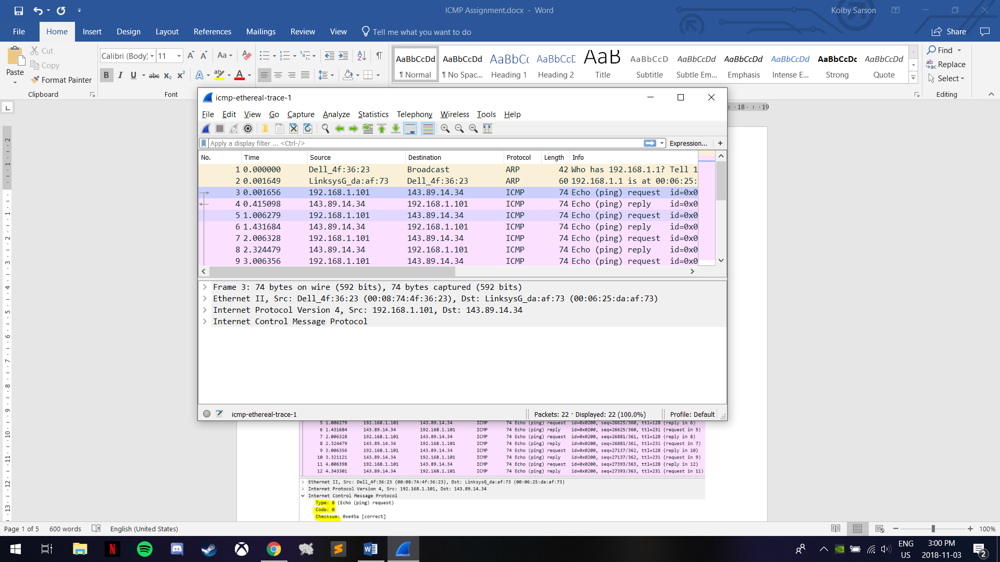 ICMP Assignment.docx - Word
Kolby Sarson
File Home Insert Design Layout References Mailings Review View Tell me what you want to do
Share
Paste
Cut
Copy
Format Painter
Clipboard
Calibri (Body) 11
Font
AaBbCcDd AaBbCcDd AaBbCc AaBbCcD AaB AaBbCcD AaBbCcDd AaBbCcDd AaBbCcDd AaBbCcDc AaBbCcDd
¶ Normal ¶ No Spac... Heading 1 Heading 2 Title Subtitle Subtle Em... Emphasis Intense E... Strong Quote
Find
Replace
Select
Editing
icmp-ethereal-trace-1
File Edit View Go Capture Analyze Statistics Telephony Wireless Tools Help
Apply a display filter ... <Ctrl-/>
Expression... +
No. Time Source Destination Protocol Length Info
1 0.000000 Dell_4f:36:23 Broadcast ARP 42 Who has 192.168.1.1? Tell 1
2 0.001649 LinksysG_da:af:73 Dell_4f:36:23 ARP 60 192.168.1.1 is at 00:06:25:
3 0.001656 192.168.1.101 143.89.14.34 ICMP 74 Echo (ping) request id=0x0
4 0.415098 143.89.14.34 192.168.1.101 ICMP 74 Echo (ping) reply id=0x0
5 1.006279 192.168.1.101 143.89.14.34 ICMP 74 Echo (ping) request id=0x0
6 1.431684 143.89.14.34 192.168.1.101 ICMP 74 Echo (ping) reply id=0x0
7 2.006328 192.168.1.101 143.89.14.34 ICMP 74 Echo (ping) request id=0x0
8 2.324479 143.89.14.34 192.168.1.101 ICMP 74 Echo (ping) reply id=0x0
9 3.006356 192.168.1.101 143.89.14.34 ICMP 74 Echo (ping) request id=0x0
Frame 3: 74 bytes on wire (592 bits), 74 bytes captured (592 bits)
Ethernet II, Src: Dell_4f:36:23 (00:08:74:4f:36:23), Dst: LinksysG_da:af:73 (00:06:25:da:af:73)
Internet Protocol Version 4, Src: 192.168.1.101, Dst: 143.89.14.34
Internet Control Message Protocol
icmp-ethereal-trace-1
Packets: 22 · Displayed: 22 (100.0%)
Profile: Default
5 1.006279 192.168.1.101 143.89.14.34 ICMP 74 Echo (ping) request id=0x0200, seq=26625/360, ttl=128 (reply in 6)
6 1.431684 143.89.14.34 192.168.1.101 ICMP 74 Echo (ping) reply id=0x0200, seq=26625/360, ttl=231 (request in 5)
7 2.006328 192.168.1.101 143.89.14.34 ICMP 74 Echo (ping) request id=0x0200, seq=26881/361, ttl=128 (reply in 8)
8 2.324479 143.89.14.34 192.168.1.101 ICMP 74 Echo (ping) reply id=0x0200, seq=26881/361, ttl=231 (request in 7)
9 3.006356 192.168.1.101 143.89.14.34 ICMP 74 Echo (ping) request id=0x0200, seq=27137/362, ttl=128 (reply in 10)
10 3.321121 143.89.14.34 192.168.1.101 ICMP 74 Echo (ping) reply id=0x0200, seq=27137/362, ttl=231 (request in 9)
11 4.006398 192.168.1.101 143.89.14.34 ICMP 74 Echo (ping) request id=0x0200, seq=27393/363, ttl=128 (reply in 12)
12 4.343301 143.89.14.34 192.168.1.101 ICMP 74 Echo (ping) reply id=0x0200, seq=27393/363, ttl=231 (request in 11)
Ethernet II, Src: Dell_4f:36:23 (00:08:74:4f:36:23), Dst: LinksysG_da:af:73 (00:06:25:da:af:73)
Internet Protocol Version 4, Src: 192.168.1.101, Dst: 143.89.14.34
Internet Control Message Protocol
Type: 8 (Echo (ping) request)
Code: 0
Checksum: 0xe45a [correct]
Page 1 of 5 600 words English (United States)
100%
ENG
US
3:00 PM
2018-11-03
2